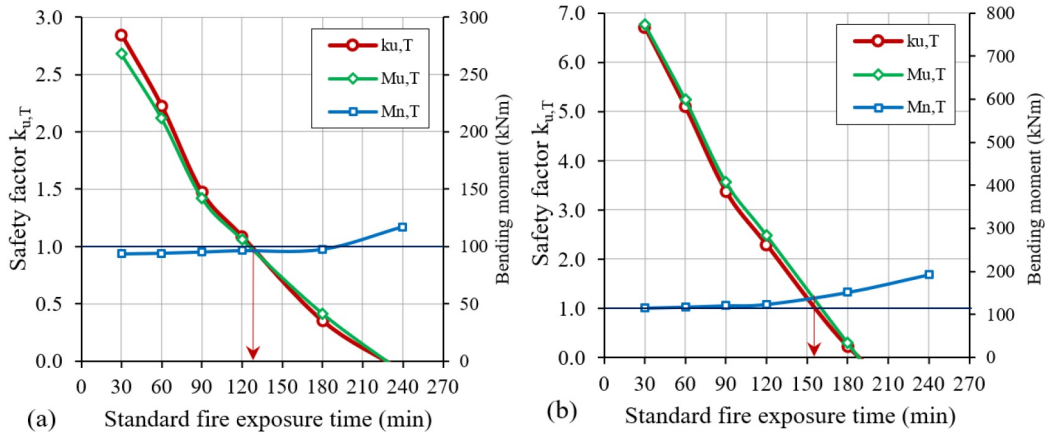 3.0
2.5
2.0
1.5
1.0
0.5
0.0
Safety factor k u,T
ku,T
Mu,T
Mn,T
300
250
200
150
100
50
0
Bending moment (kNm)
0 30 60 90 120 150 180 210 240 270
Standard fire exposure time (min)
(a)
7.0
6.0
5.0
4.0
3.0
2.0
1.0
0.0
Safety factor k u,T
ku,T
Mu,T
Mn,T
800
700
600
500
400
300
200
100
0
Bending moment (kNm)
0 30 60 90 120 150 180 210 240 270
Standard fire exposure time (min)
(b)